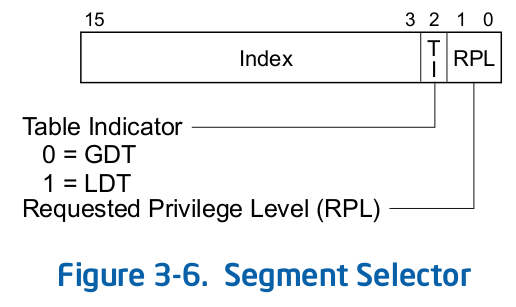 15 3 2 1 0
Index TI RPL
Table Indicator
0 = GDT
1 = LDT
Requested Privilege Level (RPL)
Figure 3-6. Segment Selector